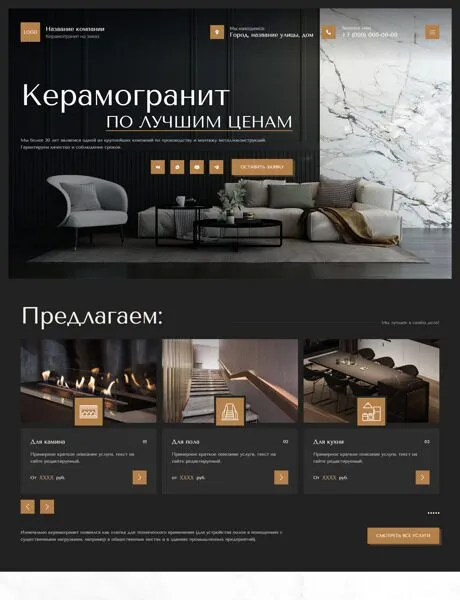 LOGO
Название компании
Керамогранит на заказ
Мы находимся:
Город, название улицы, дом
+7 (000) 000-00-00
Керамогранит
ПО ЛУЧШИМ ЦЕНАМ
Мы более 20 лет являемся одной из крупнейших компаний по производству и монтажу металлоконструкций.
Гарантируем качество и соблюдение сроков.
ОСТАВИТЬ ЗАЯВКУ
Предлагаем:
Мы лучшие в своём деле!
Для камина 01
Примерное краткое описание услуги, текст на
сайте редактируемый.
От XXXX руб.
Для пола 02
Примерное краткое описание услуги, текст на
сайте редактируемый.
От XXXX руб.
Для кухни 03
Примерное краткое описание услуги, текст на
сайте редактируемый.
От XXXX руб.
Изначально керамогранит появился как плитка для технического применения (для устройства полов в помещениях с
существенными нагрузками, например в общественных местах и в зданиях промышленных предприятий).
СМОТРЕТЬ ВСЕ УСЛУГИ